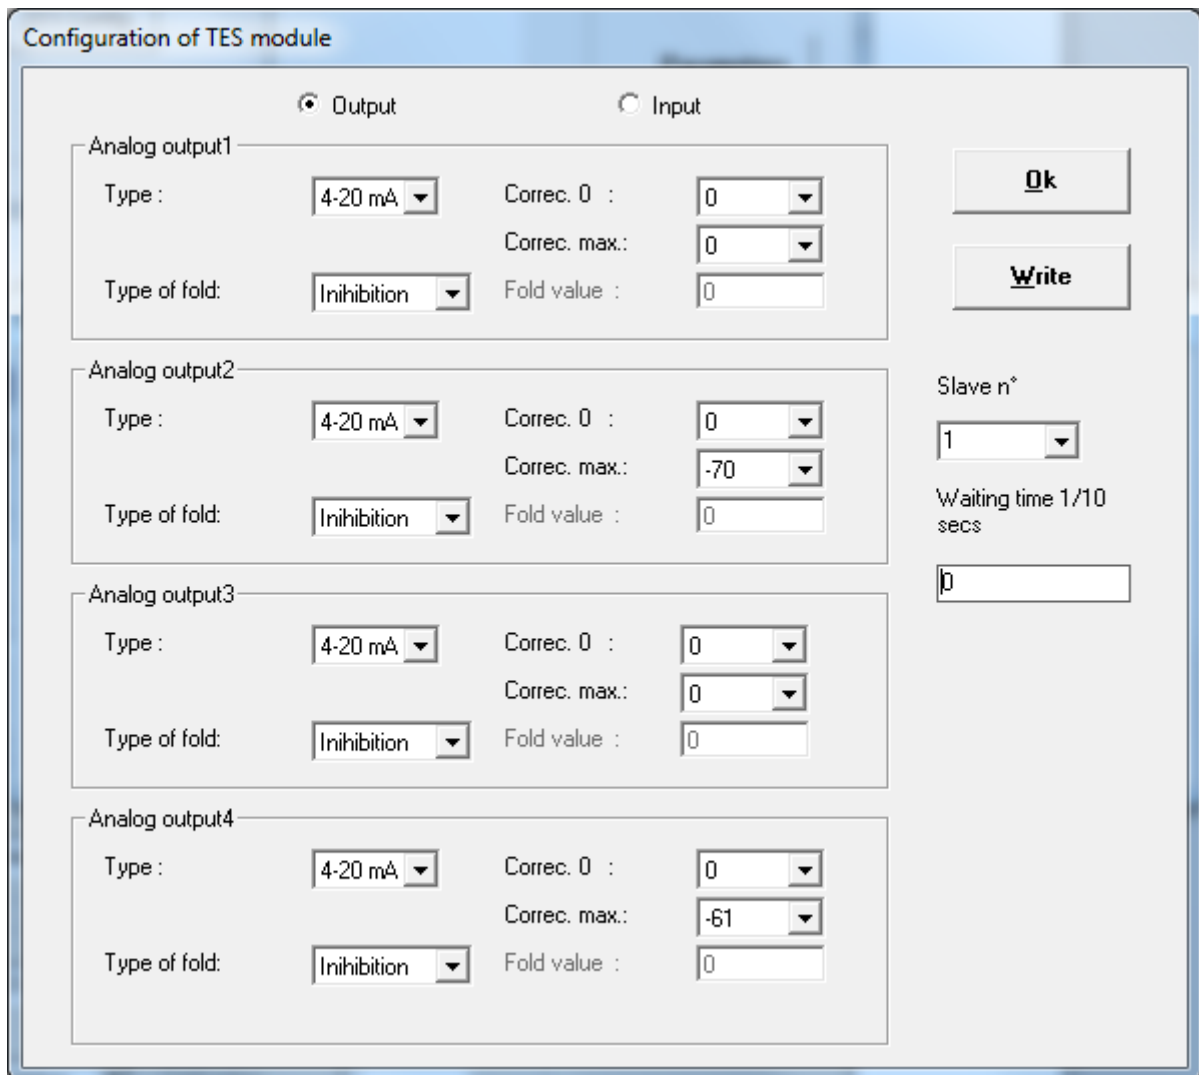 Configuration of TES module
Output Input
Analog output1
Type : 4-20 mA Correc. 0 : 0
Correc. max.: 0
Type of fold: Inihibition Fold value : 0
Ok
Write
Analog output2
Type : 4-20 mA Correc. 0 : 0
Correc. max.: -70
Type of fold: Inihibition Fold value : 0
Slave n°
1
Waiting time 1/10
secs
0
Analog output3
Type : 4-20 mA Correc. 0 : 0
Correc. max.: 0
Type of fold: Inihibition Fold value : 0
Analog output4
Type : 4-20 mA Correc. 0 : 0
Correc. max.: -61
Type of fold: Inihibition Fold value : 0